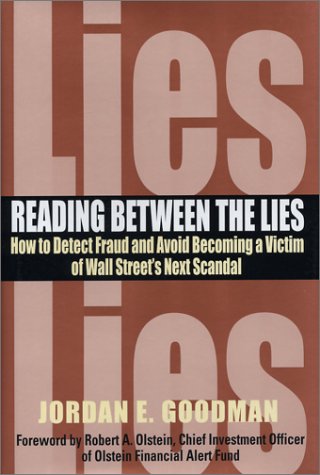 Lies
READING BETWEEN THE LIES
How to Detect Fraud and Avoid Becoming a Victim
of Wall Street's Next Scandal
Lies
JORDAN E. GOODMAN
Foreword by Robert A. Olstein, Chief Investment Officer
of Olstein Financial Alert Fund